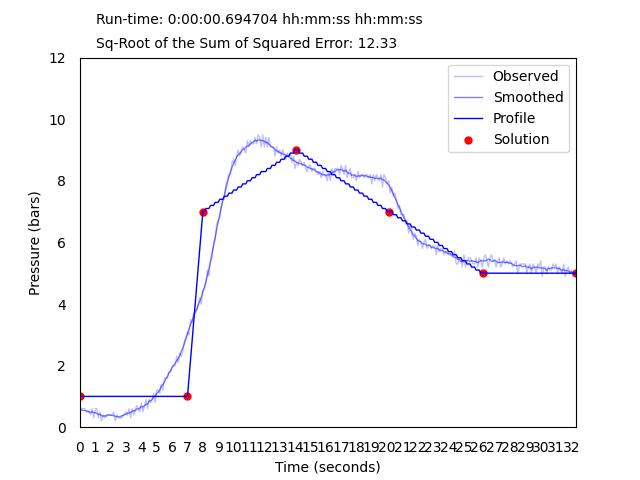 Run-time: 0:00:00.694704 hh:mm:ss hh:mm:ss
Sq-Root of the Sum of Squared Error: 12.33
12
10
8
6
4
2
0
Pressure (bars)
Observed
Smoothed
Profile
Solution
0 1 2 3 4 5 6 7 8 9 10 11 12 13 14 15 16 17 18 19 20 21 22 23 24 25 26 27 28 29 30 31 32
Time (seconds)